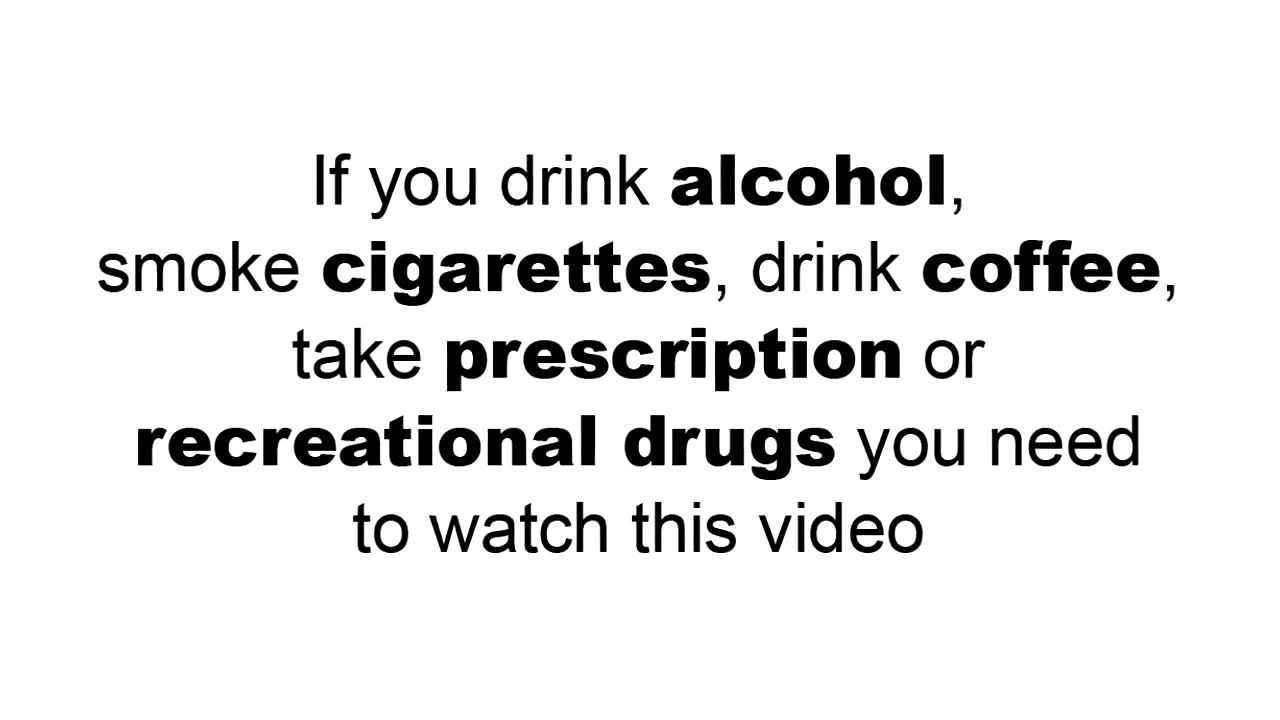 If you drink alcohol,
smoke cigarettes, drink coffee,
take prescription or
recreational drugs you need
to watch this video